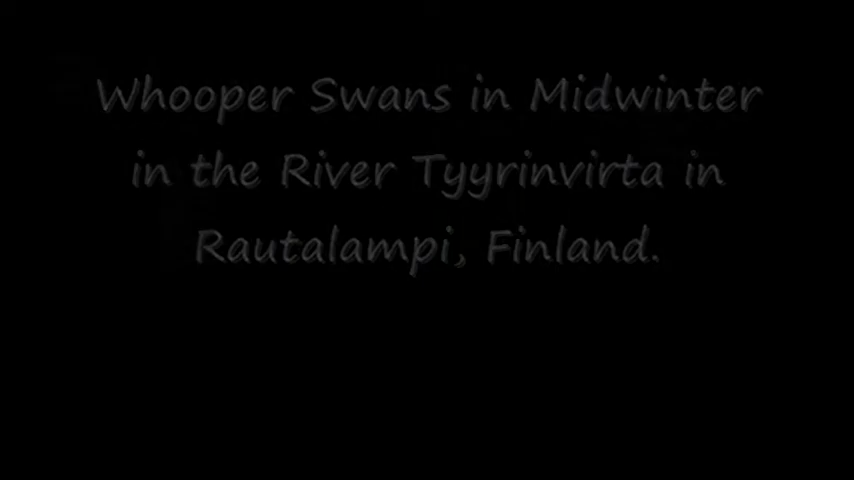 Whooper Swans in Midwinter
in the River Tyyrinvirta in
Rautalampi, Finland.